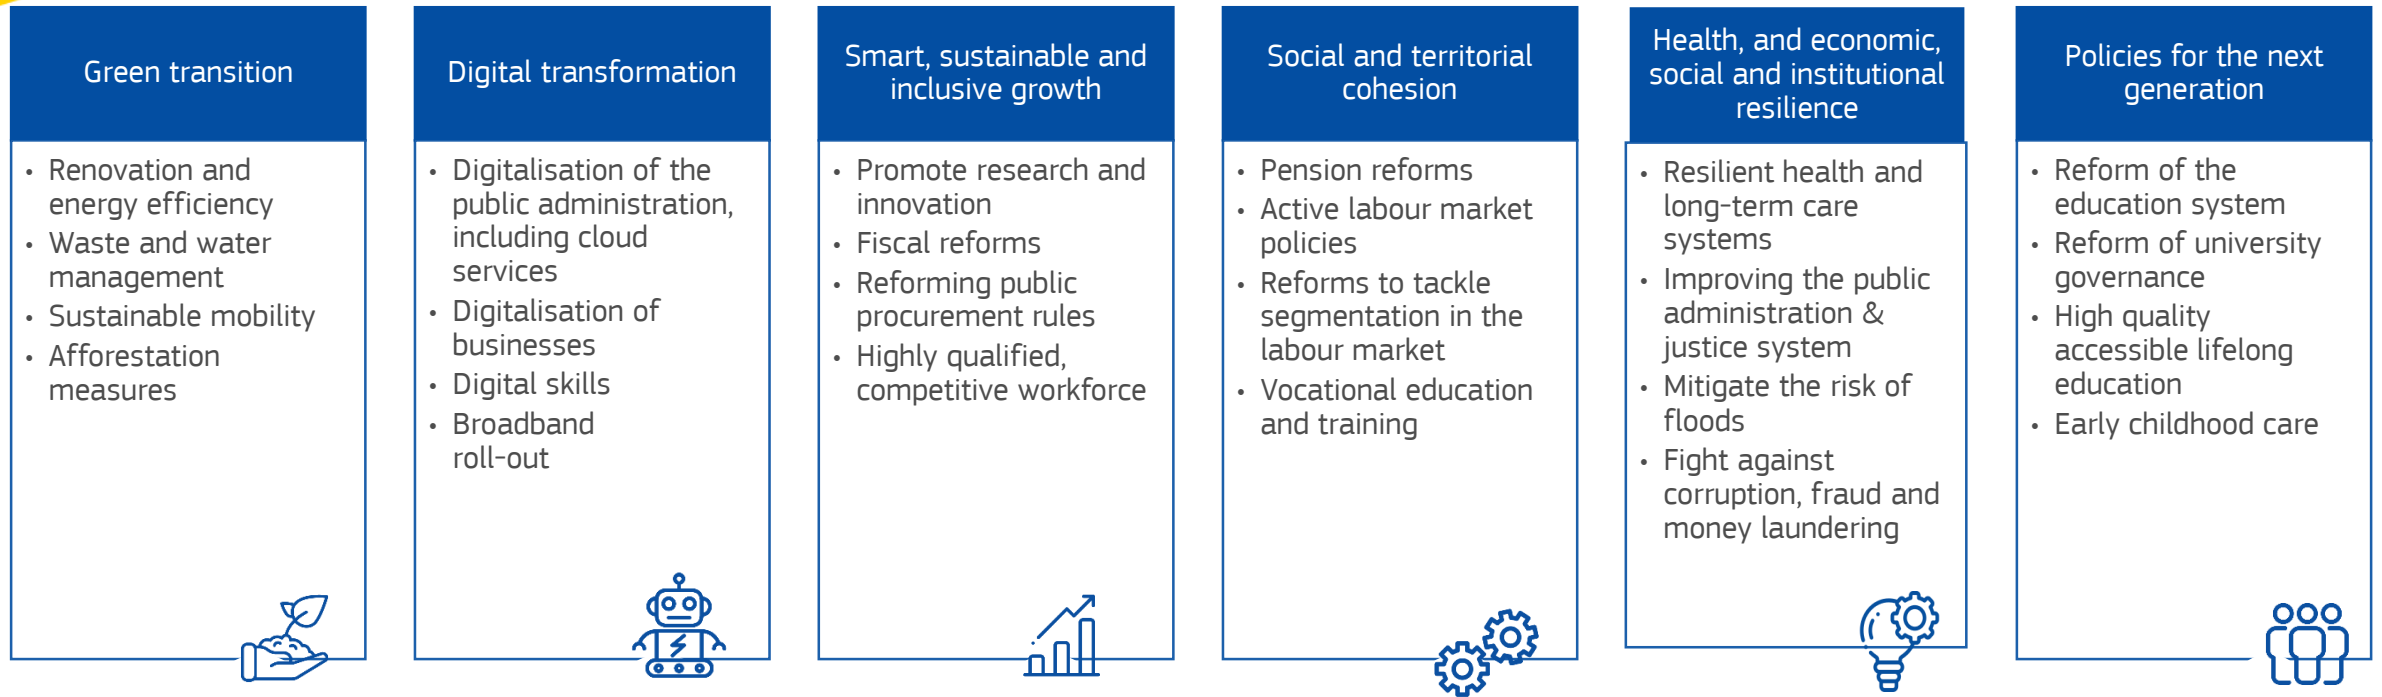 Green transition
• Renovation and
energy efficiency
• Waste and water
management
• Sustainable mobility
• Afforestation
measures
Digital transformation
• Digitalisation of the
public administration,
including cloud
services
• Digitalisation of
businesses
• Digital skills
• Broadband
roll-out
Smart, sustainable and
inclusive growth
• Promote research and
innovation
• Fiscal reforms
• Reforming public
procurement rules
• Highly qualified,
competitive workforce
Social and territorial
cohesion
• Pension reforms
• Active labour market
policies
• Reforms to tackle
segmentation in the
labour market
• Vocational education
and training
Health, and economic,
social and institutional
resilience
• Resilient health and
long-term care
systems
• Improving the public
administration &
justice system
• Mitigate the risk of
floods
• Fight against
corruption, fraud and
money laundering
Policies for the next
generation
• Reform of the
education system
• Reform of university
governance
• High quality
accessible lifelong
education
• Early childhood care